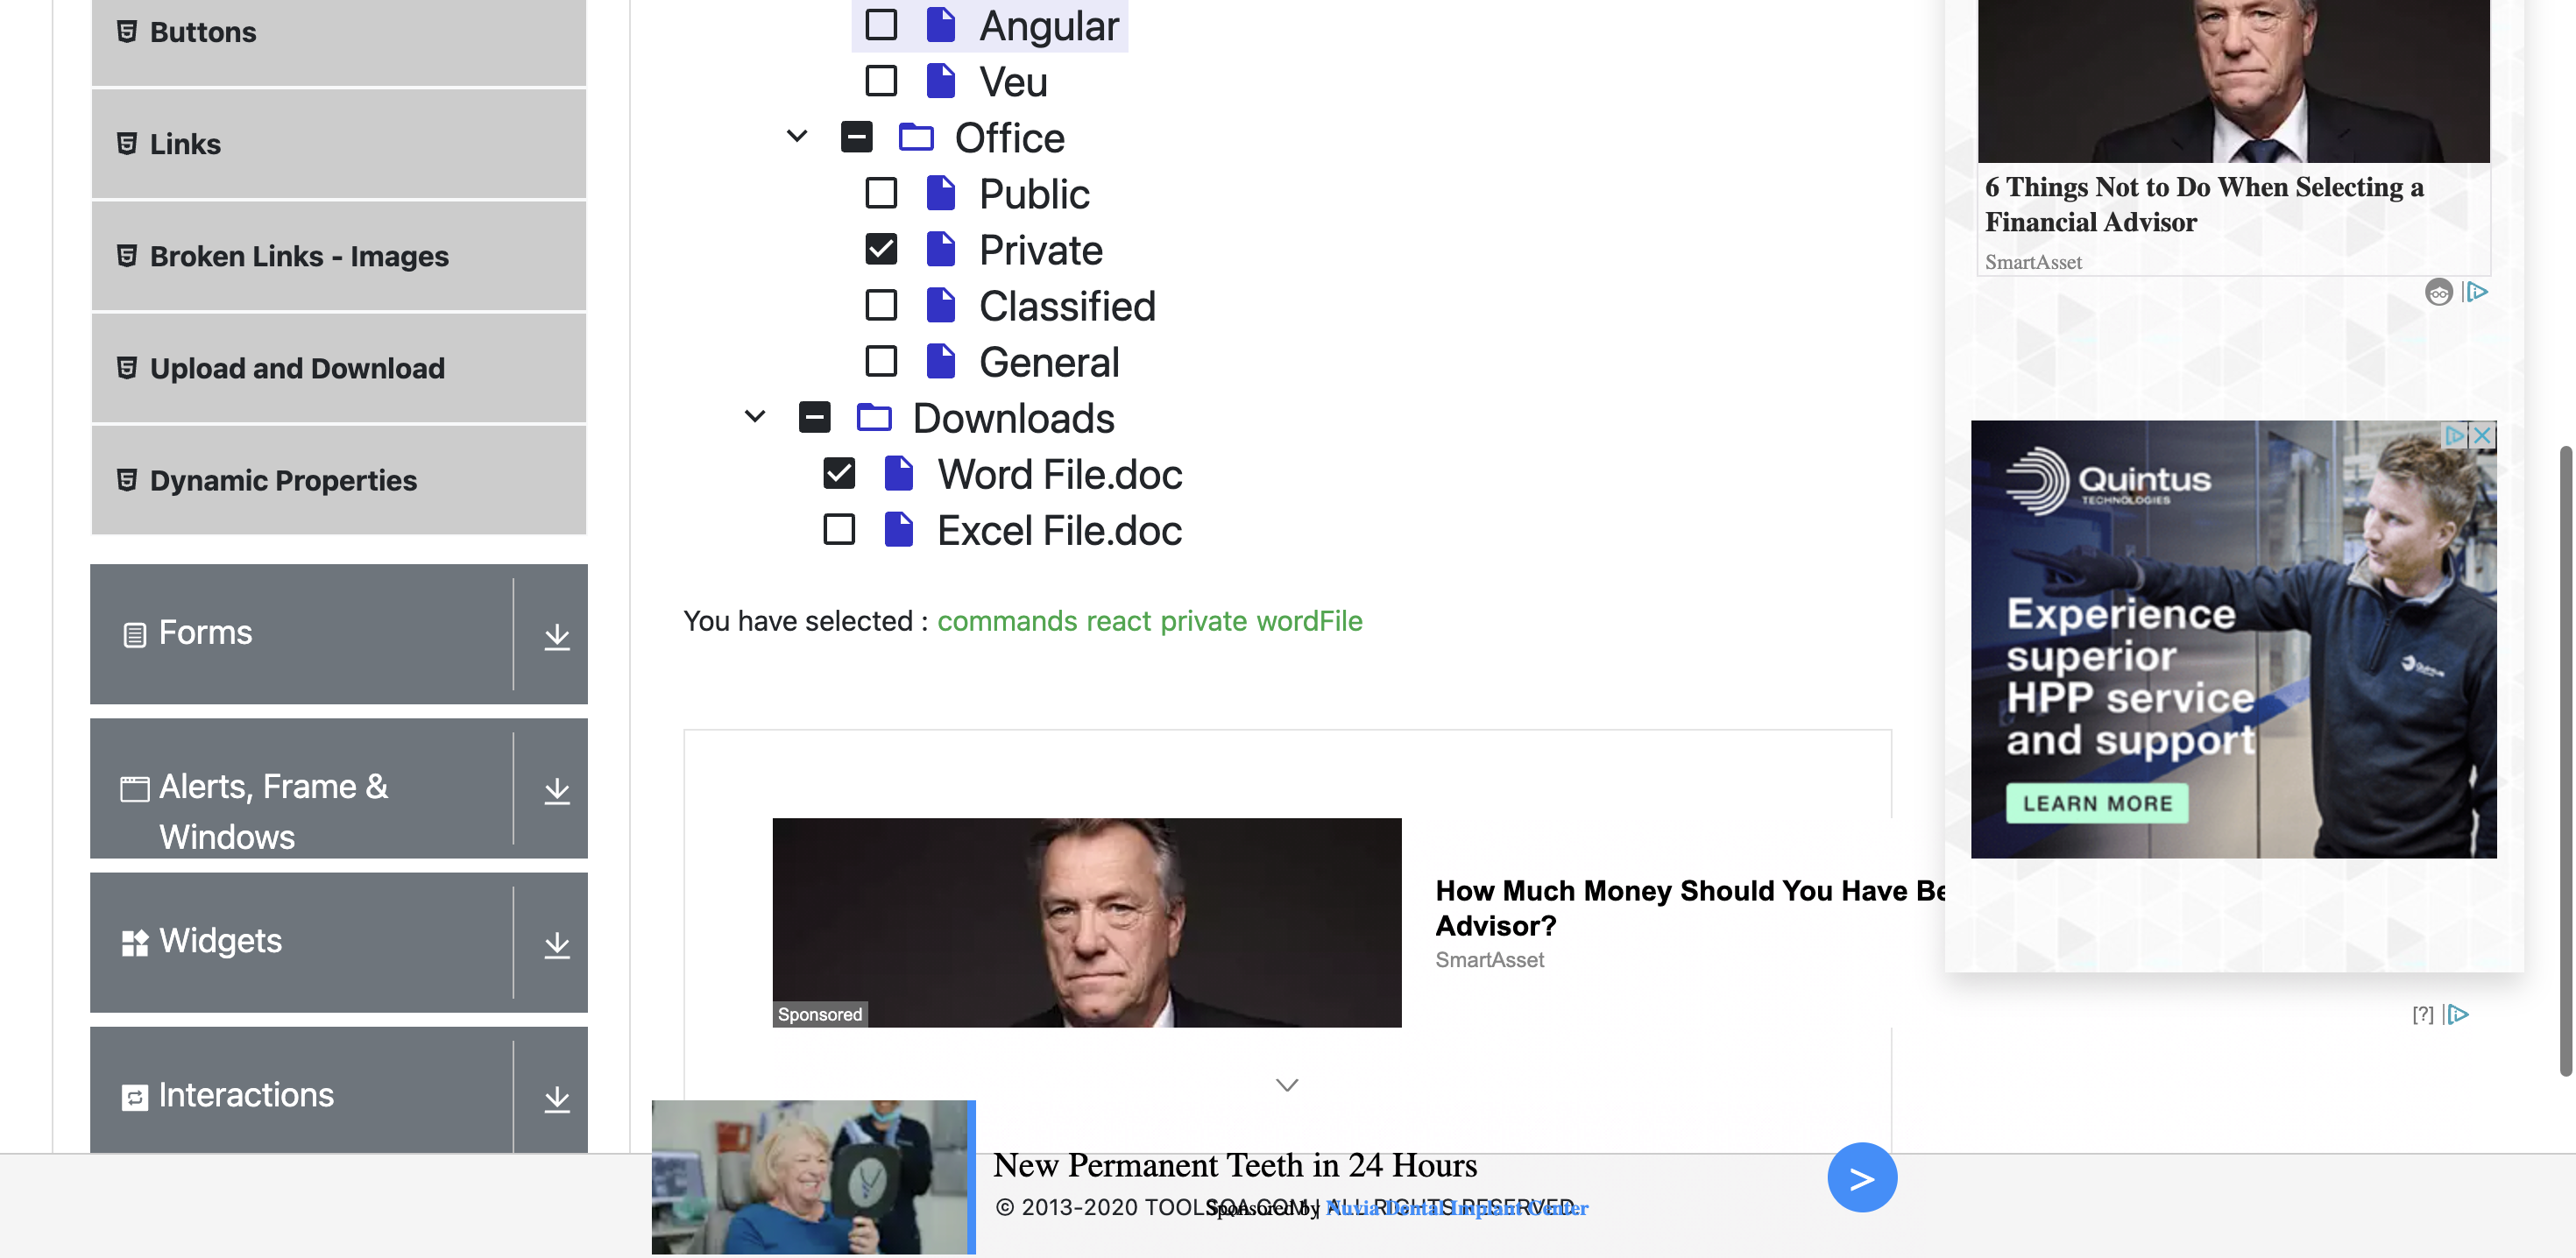 Buttons
Links
Broken Links - Images
Upload and Download
Dynamic Properties
Forms
Alerts, Frame &
Windows
Widgets
Interactions
Angular
Veu
Office
Public
Private
Classified
General
Downloads
Word File.doc
Excel File.doc
You have selected : commands react private wordFile
Sponsored
How Much Money Should You Have Be
Advisor?
SmartAsset
New Permanent Teeth in 24 Hours
© 2013-2020 TOOLSQA.COM | ALL RIGHTS RESERVED.
Sponsored by Nuvia Dental Implant Center
>
6 Things Not to Do When Selecting a
Financial Advisor
SmartAsset
Quintus
TECHNOLOGIES
Experience
superior
HPP service
and support
LEARN MORE
Quintus
[?]